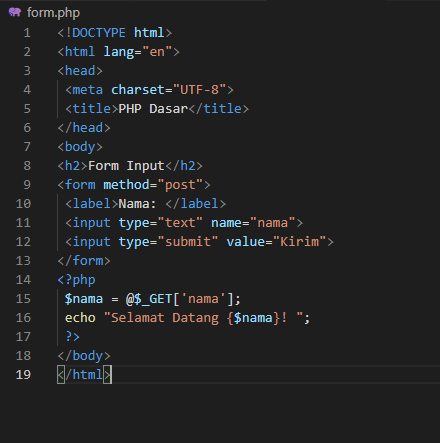 form.php
1 <!DOCTYPE html>
2 <html lang="en">
3 <head>
4 <meta charset="UTF-8">
5 <title>PHP Dasar</title>
6 </head>
7 <body>
8 <h2>Form Input</h2>
9 <form method="post">
10 <label>Nama: </label>
11 <input type="text" name="nama">
12 <input type="submit" value="Kirim">
13 </form>
14 <?php
15 $nama = @$_GET['nama'];
16 echo "Selamat Datang {$nama}! ";
17 ?>
18 </body>
19 </html>